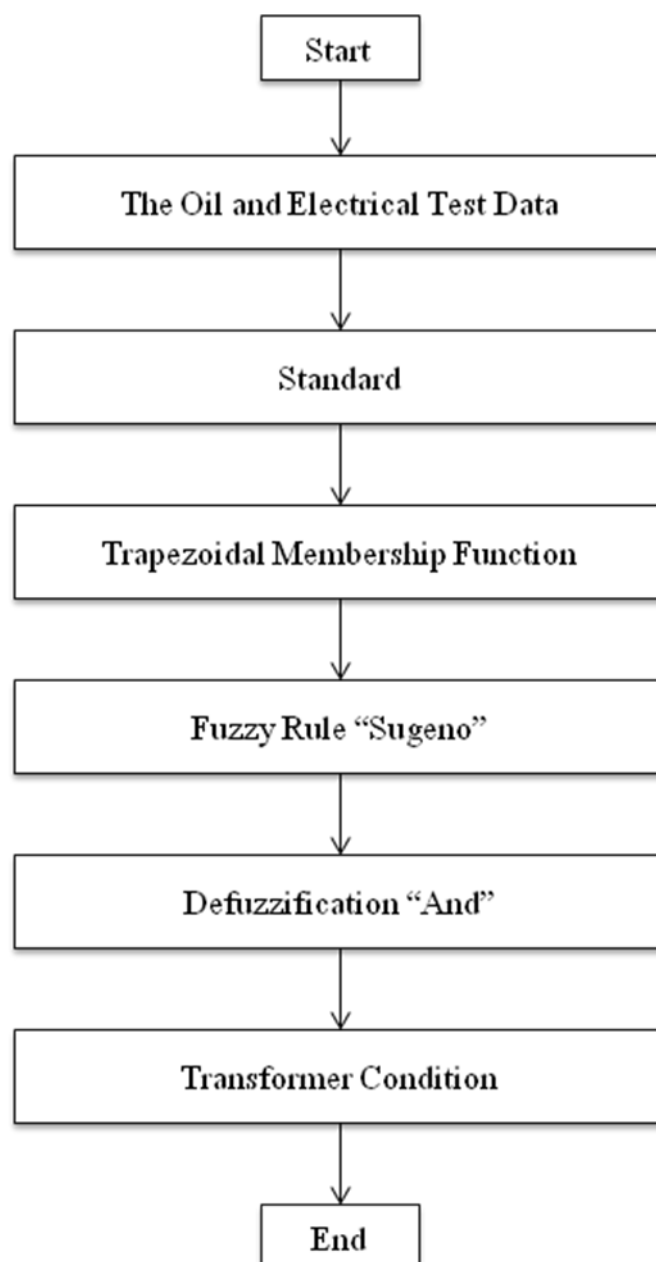 Start
The Oil and Electrical Test Data
Standard
Trapezoidal Membership Function
Fuzzy Rule “Sugeno”
Defuzzification “And”
Transformer Condition
End